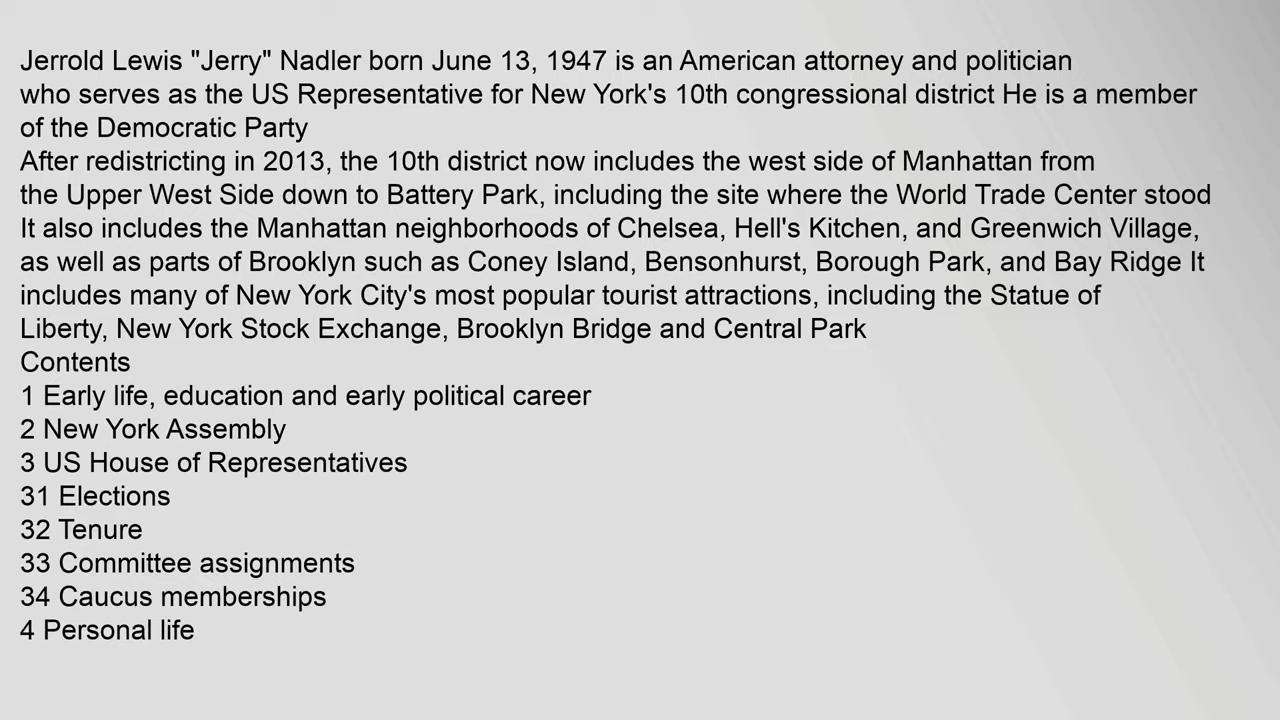 Jerrold Lewis "Jerry" Nadler born June 13, 1947 is an American attorney and politician
who serves as the US Representative for New York's 10th congressional district He is a member
of the Democratic Party
After redistricting in 2013, the 10th district now includes the west side of Manhattan from
the Upper West Side down to Battery Park, including the site where the World Trade Center stood
It also includes the Manhattan neighborhoods of Chelsea, Hell's Kitchen, and Greenwich Village,
as well as parts of Brooklyn such as Coney Island, Bensonhurst, Borough Park, and Bay Ridge It
includes many of New York City's most popular tourist attractions, including the Statue of
Liberty, New York Stock Exchange, Brooklyn Bridge and Central Park
Contents
1 Early life, education and early political career
2 New York Assembly
3 US House of Representatives
31 Elections
32 Tenure
33 Committee assignments
34 Caucus memberships
4 Personal life